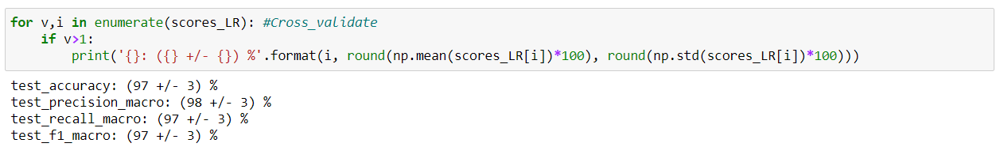 for v,i in enumerate(scores_LR): #Cross_validate
    if v>1:
        print('{}: ({} +/- {}) %'.format(i, round(np.mean(scores_LR[i])*100), round(np.std(scores_LR[i])*100)))
test_accuracy: (97 +/- 3) %
test_precision_macro: (98 +/- 3) %
test_recall_macro: (97 +/- 3) %
test_f1_macro: (97 +/- 3) %